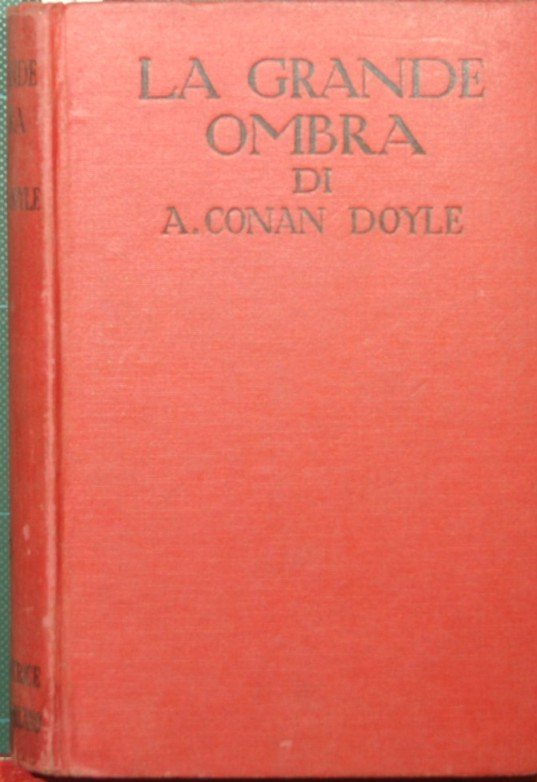 LA GRANDE
OMBRA
DI
A. CONAN DOYLE